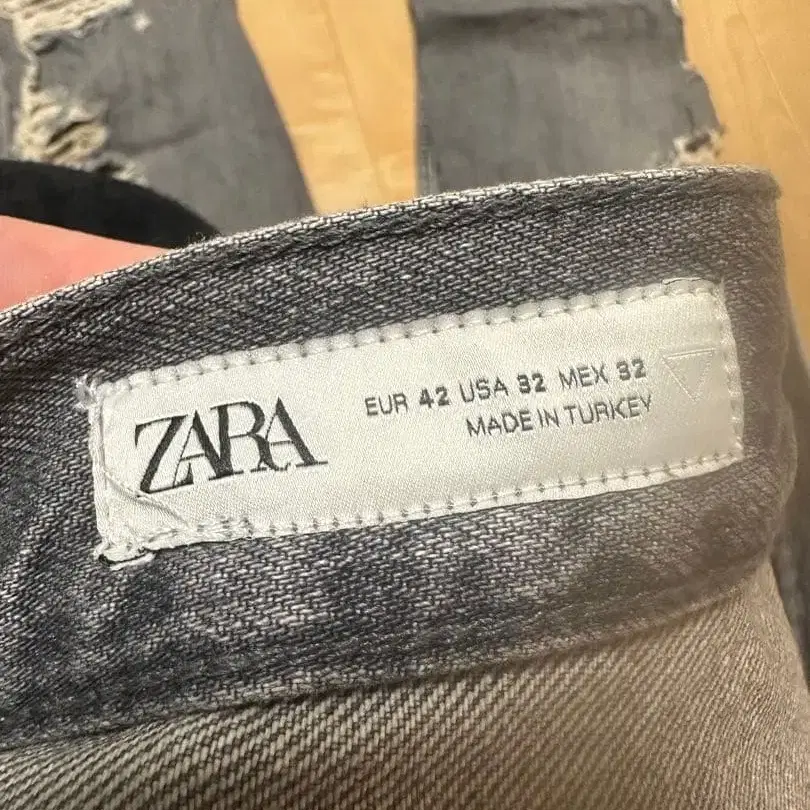 ZARA
EUR 42 USA 32 MEX 32
MADE IN TURKEY